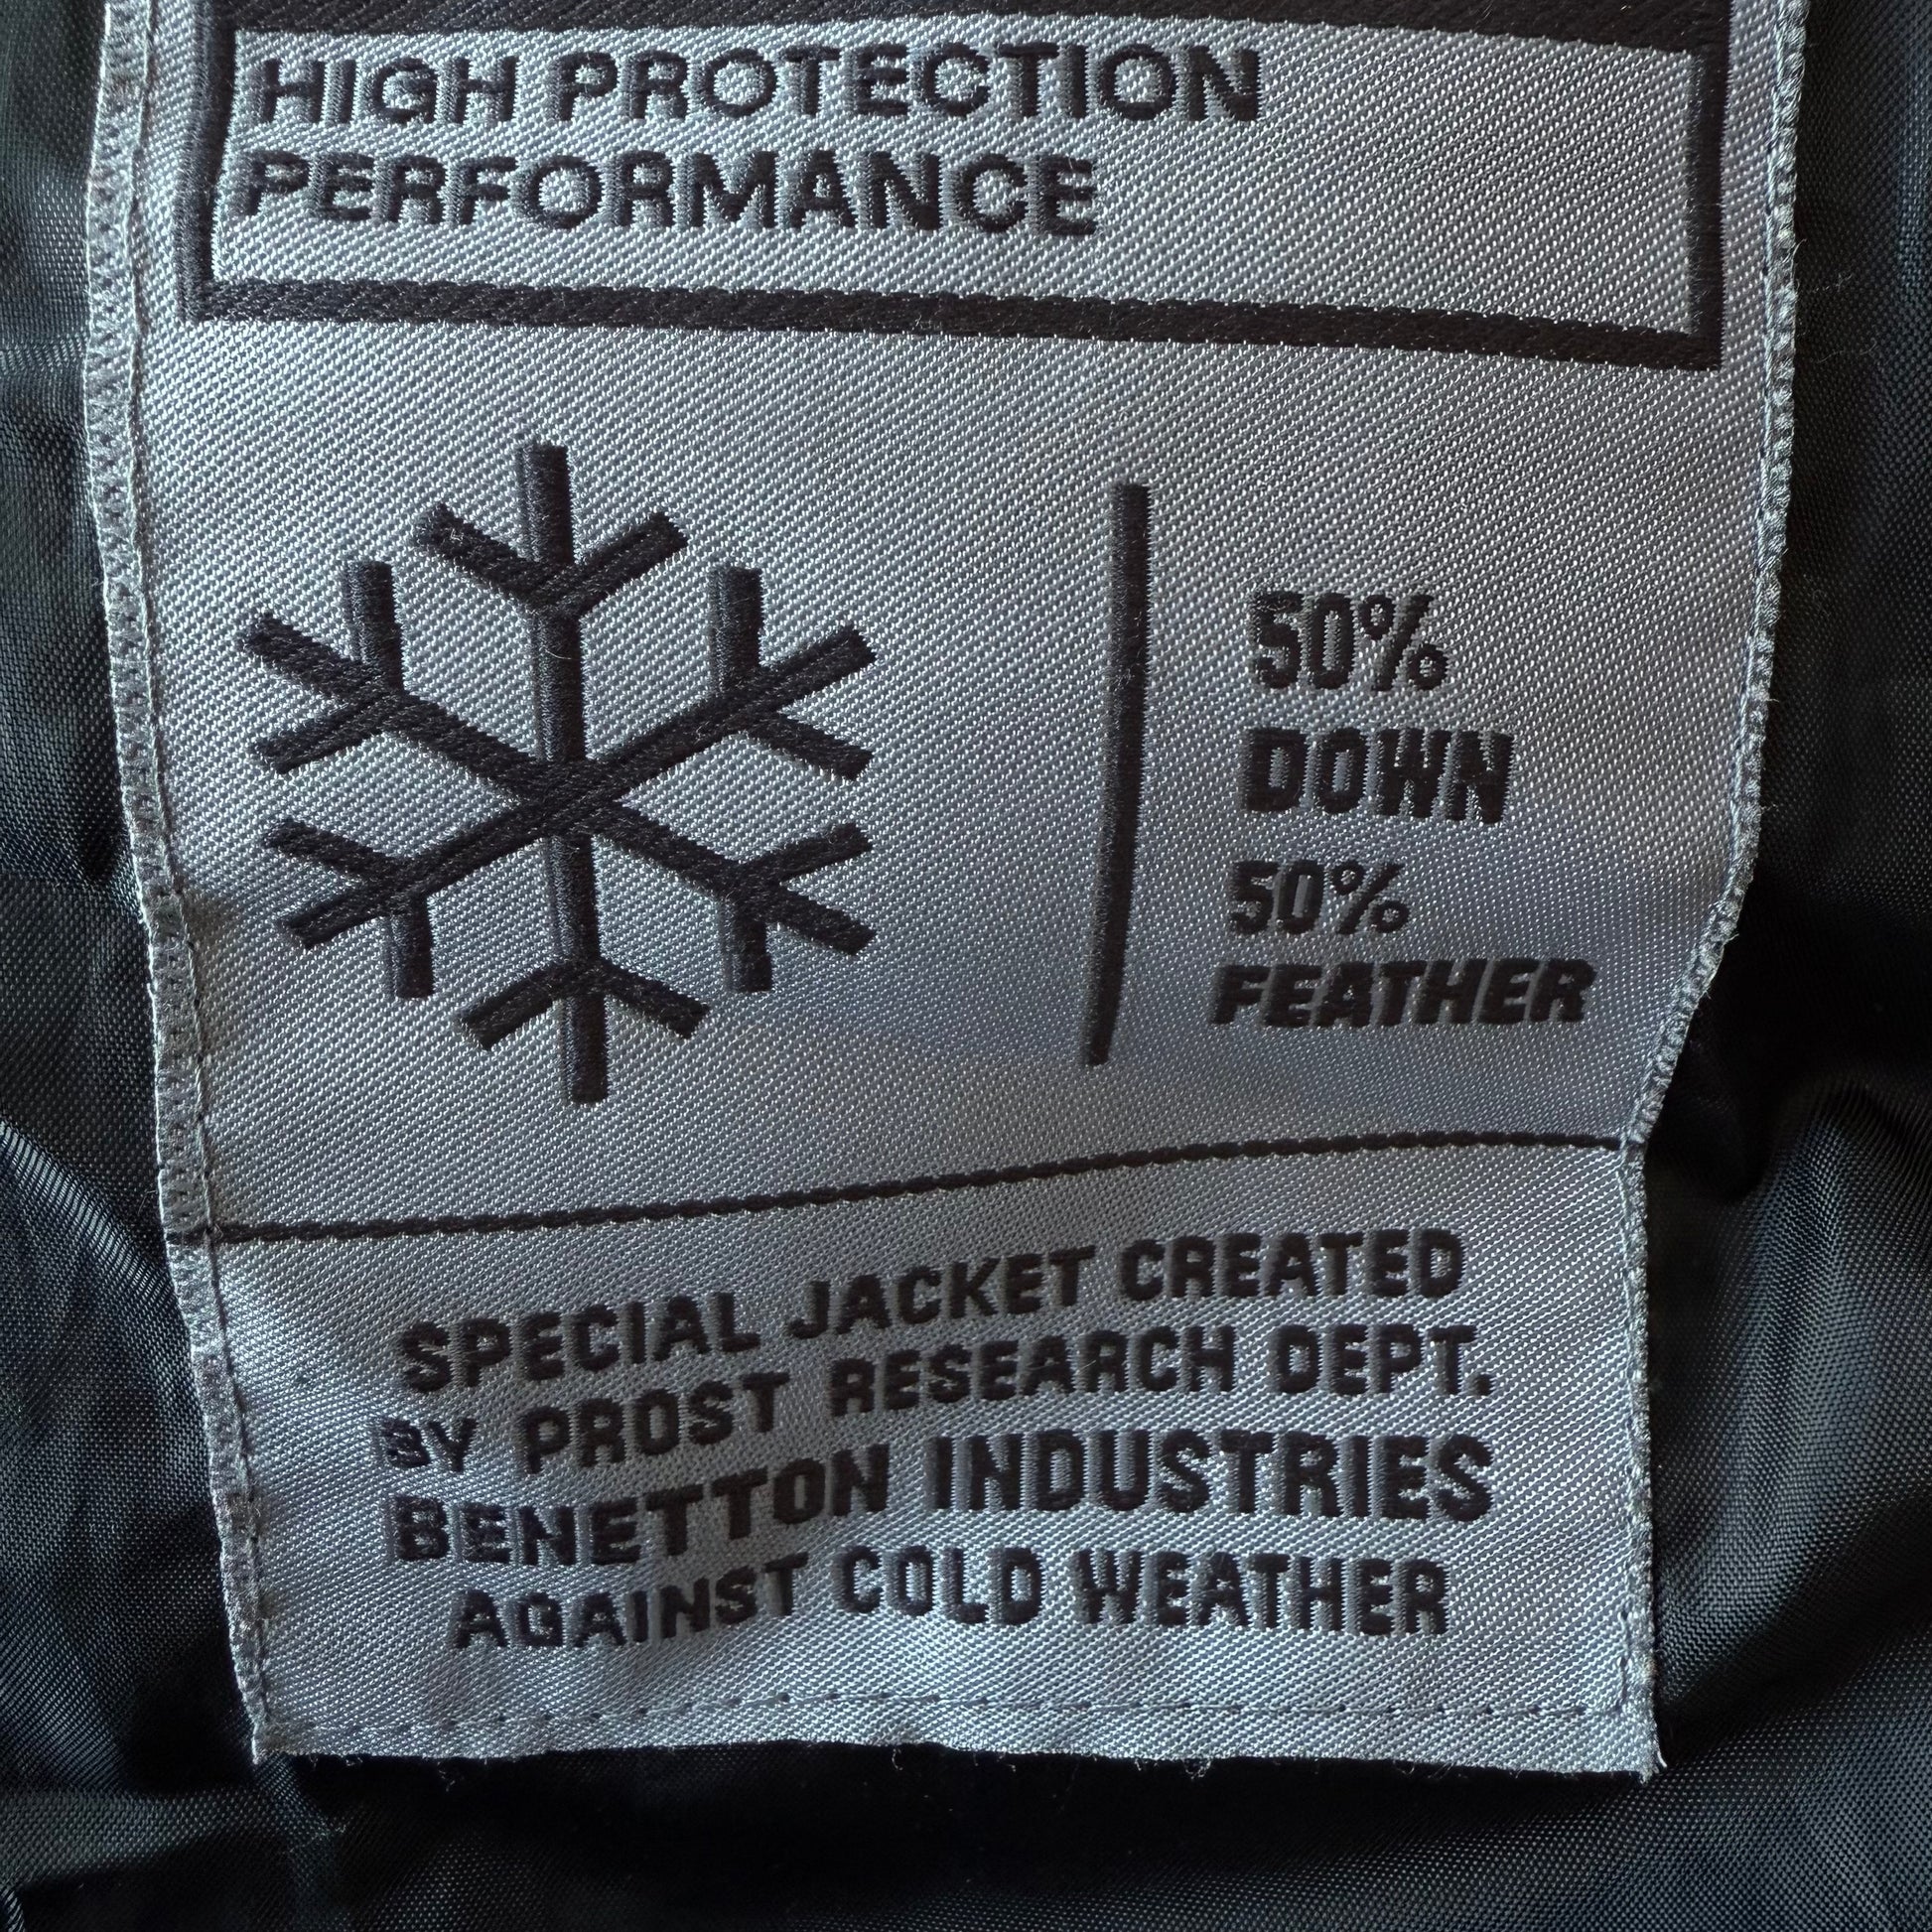 HIGH PROTECTION
PERFORMANCE
50%
DOWN
50%
FEATHER
SPECIAL JACKET CREATED
BY PROST RESEARCH DEPT.
BENETTON INDUSTRIES
AGAINST COLD WEATHER